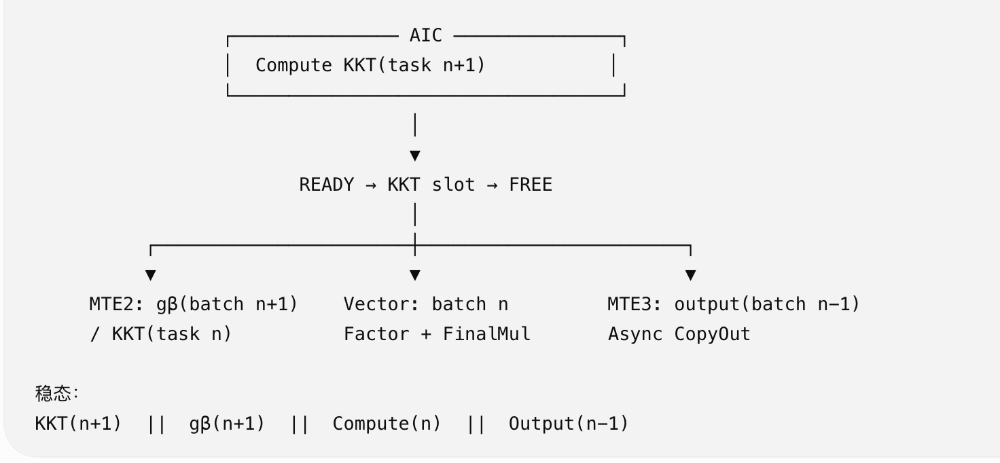 AIC
Compute KKT(task n+1)
READY → KKT slot → FREE
MTE2: gβ(batch n+1) Vector: batch n MTE3: output(batch n−1)
/ KKT(task n) Factor + FinalMul Async CopyOut
稳态:
KKT(n+1) || gβ(n+1) || Compute(n) || Output(n−1)